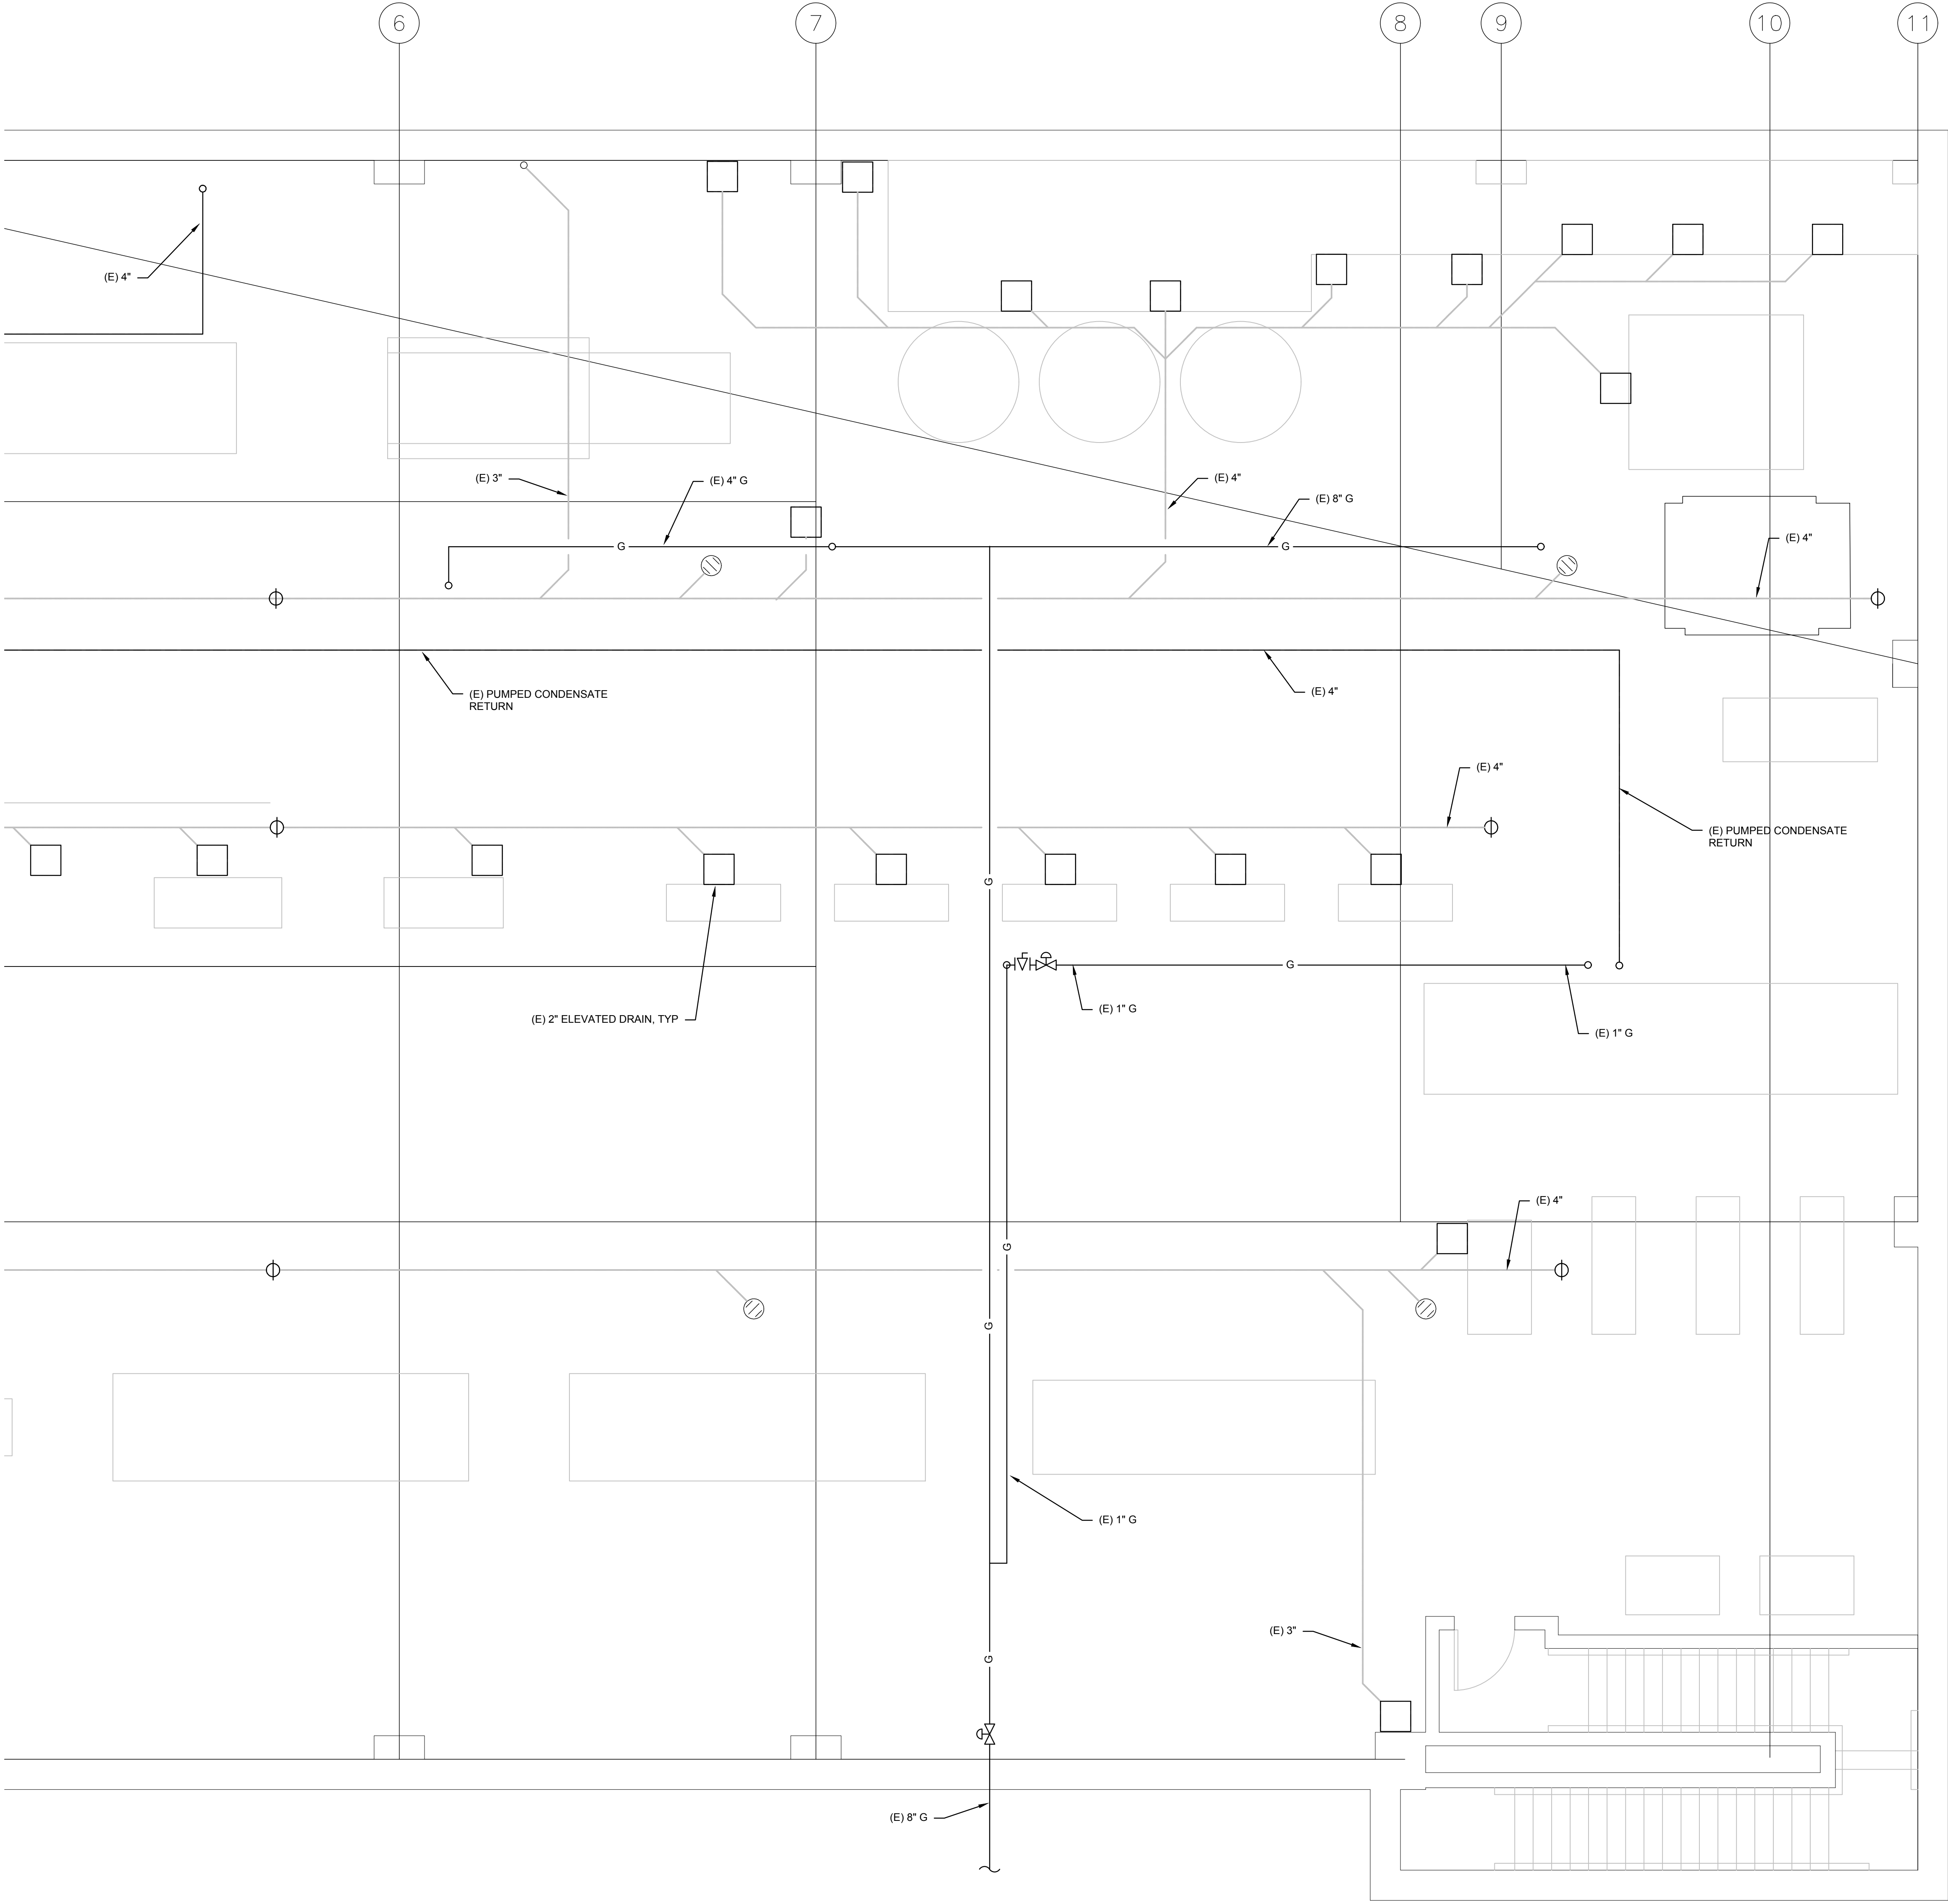 6 7 8 9 10 11
(E) 4"
(E) 3"
(E) 4" G
(E) 4"
(E) 8" G
(E) 4"
G
G
(E) PUMPED CONDENSATE
RETURN
(E) 4"
(E) 4"
(E) PUMPED CONDENSATE
RETURN
G
G
(E) 2" ELEVATED DRAIN, TYP
(E) 1" G
(E) 1" G
(E) 4"
G
G
(E) 1" G
(E) 3"
G
(E) 8" G